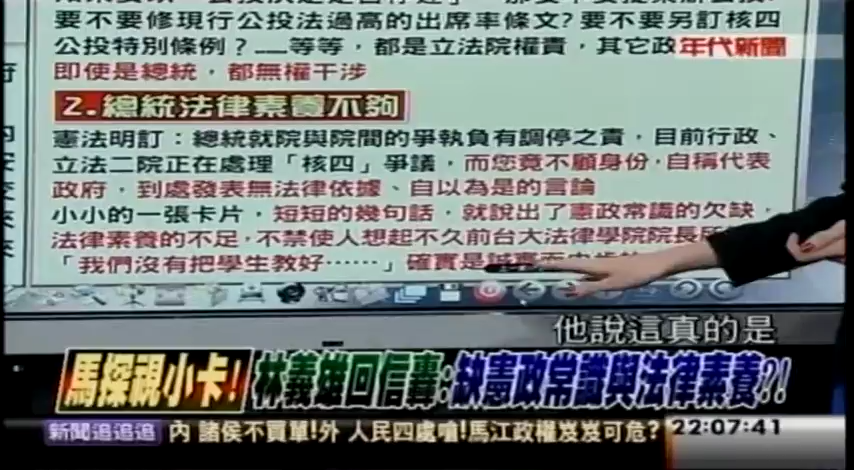 要不要修現行公投法過高的出席率條文?要不要另訂核四
公投特別條例?……等等，都是立法院權責，其它政
年代新聞
即使是總統，都無權干涉
2.總統法律素養不夠
憲法明訂：總統就院與院間的爭執負有調停之責，目前行政、
立法二院正在處理「核四」爭議，而您竟不顧身份，自稱代表
政府，到處發表無法律依據、自以為是的言論
小小的一張卡片，短短的幾句話，就說出了憲政常識的欠缺，
法律素養的不足，不禁使人想起不久前台大法律學院院長
「我們沒有把學生教好……」確實是誠實
他說這真的是
馬探視小卡! 林義雄回信轟:缺憲政常識與法律素養?!
新聞追追追 內 諸侯不買單!外 人民四處嗆!馬江政權岌岌可危? 22:07:41